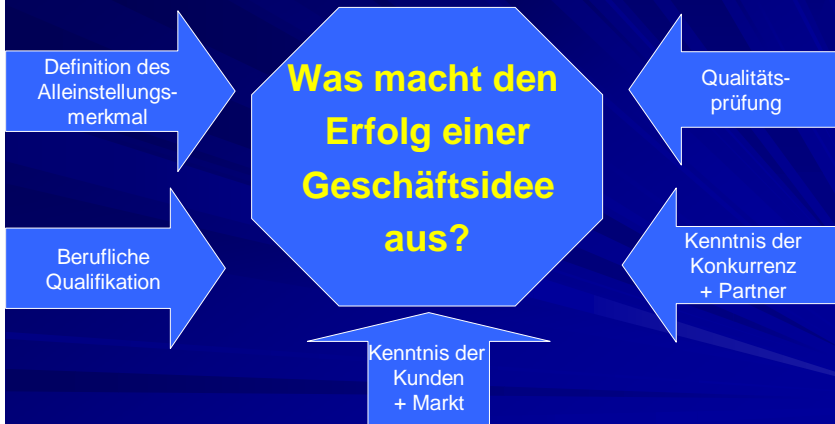 Definition des
Alleinstellungs-
merkmal
Was macht den
Erfolg einer
Geschäftsidee
aus?
Qualitäts-
prüfung
Berufliche
Qualifikation
Kenntnis der
Konkurrenz
+ Partner
Kenntnis der
Kunden
+ Markt